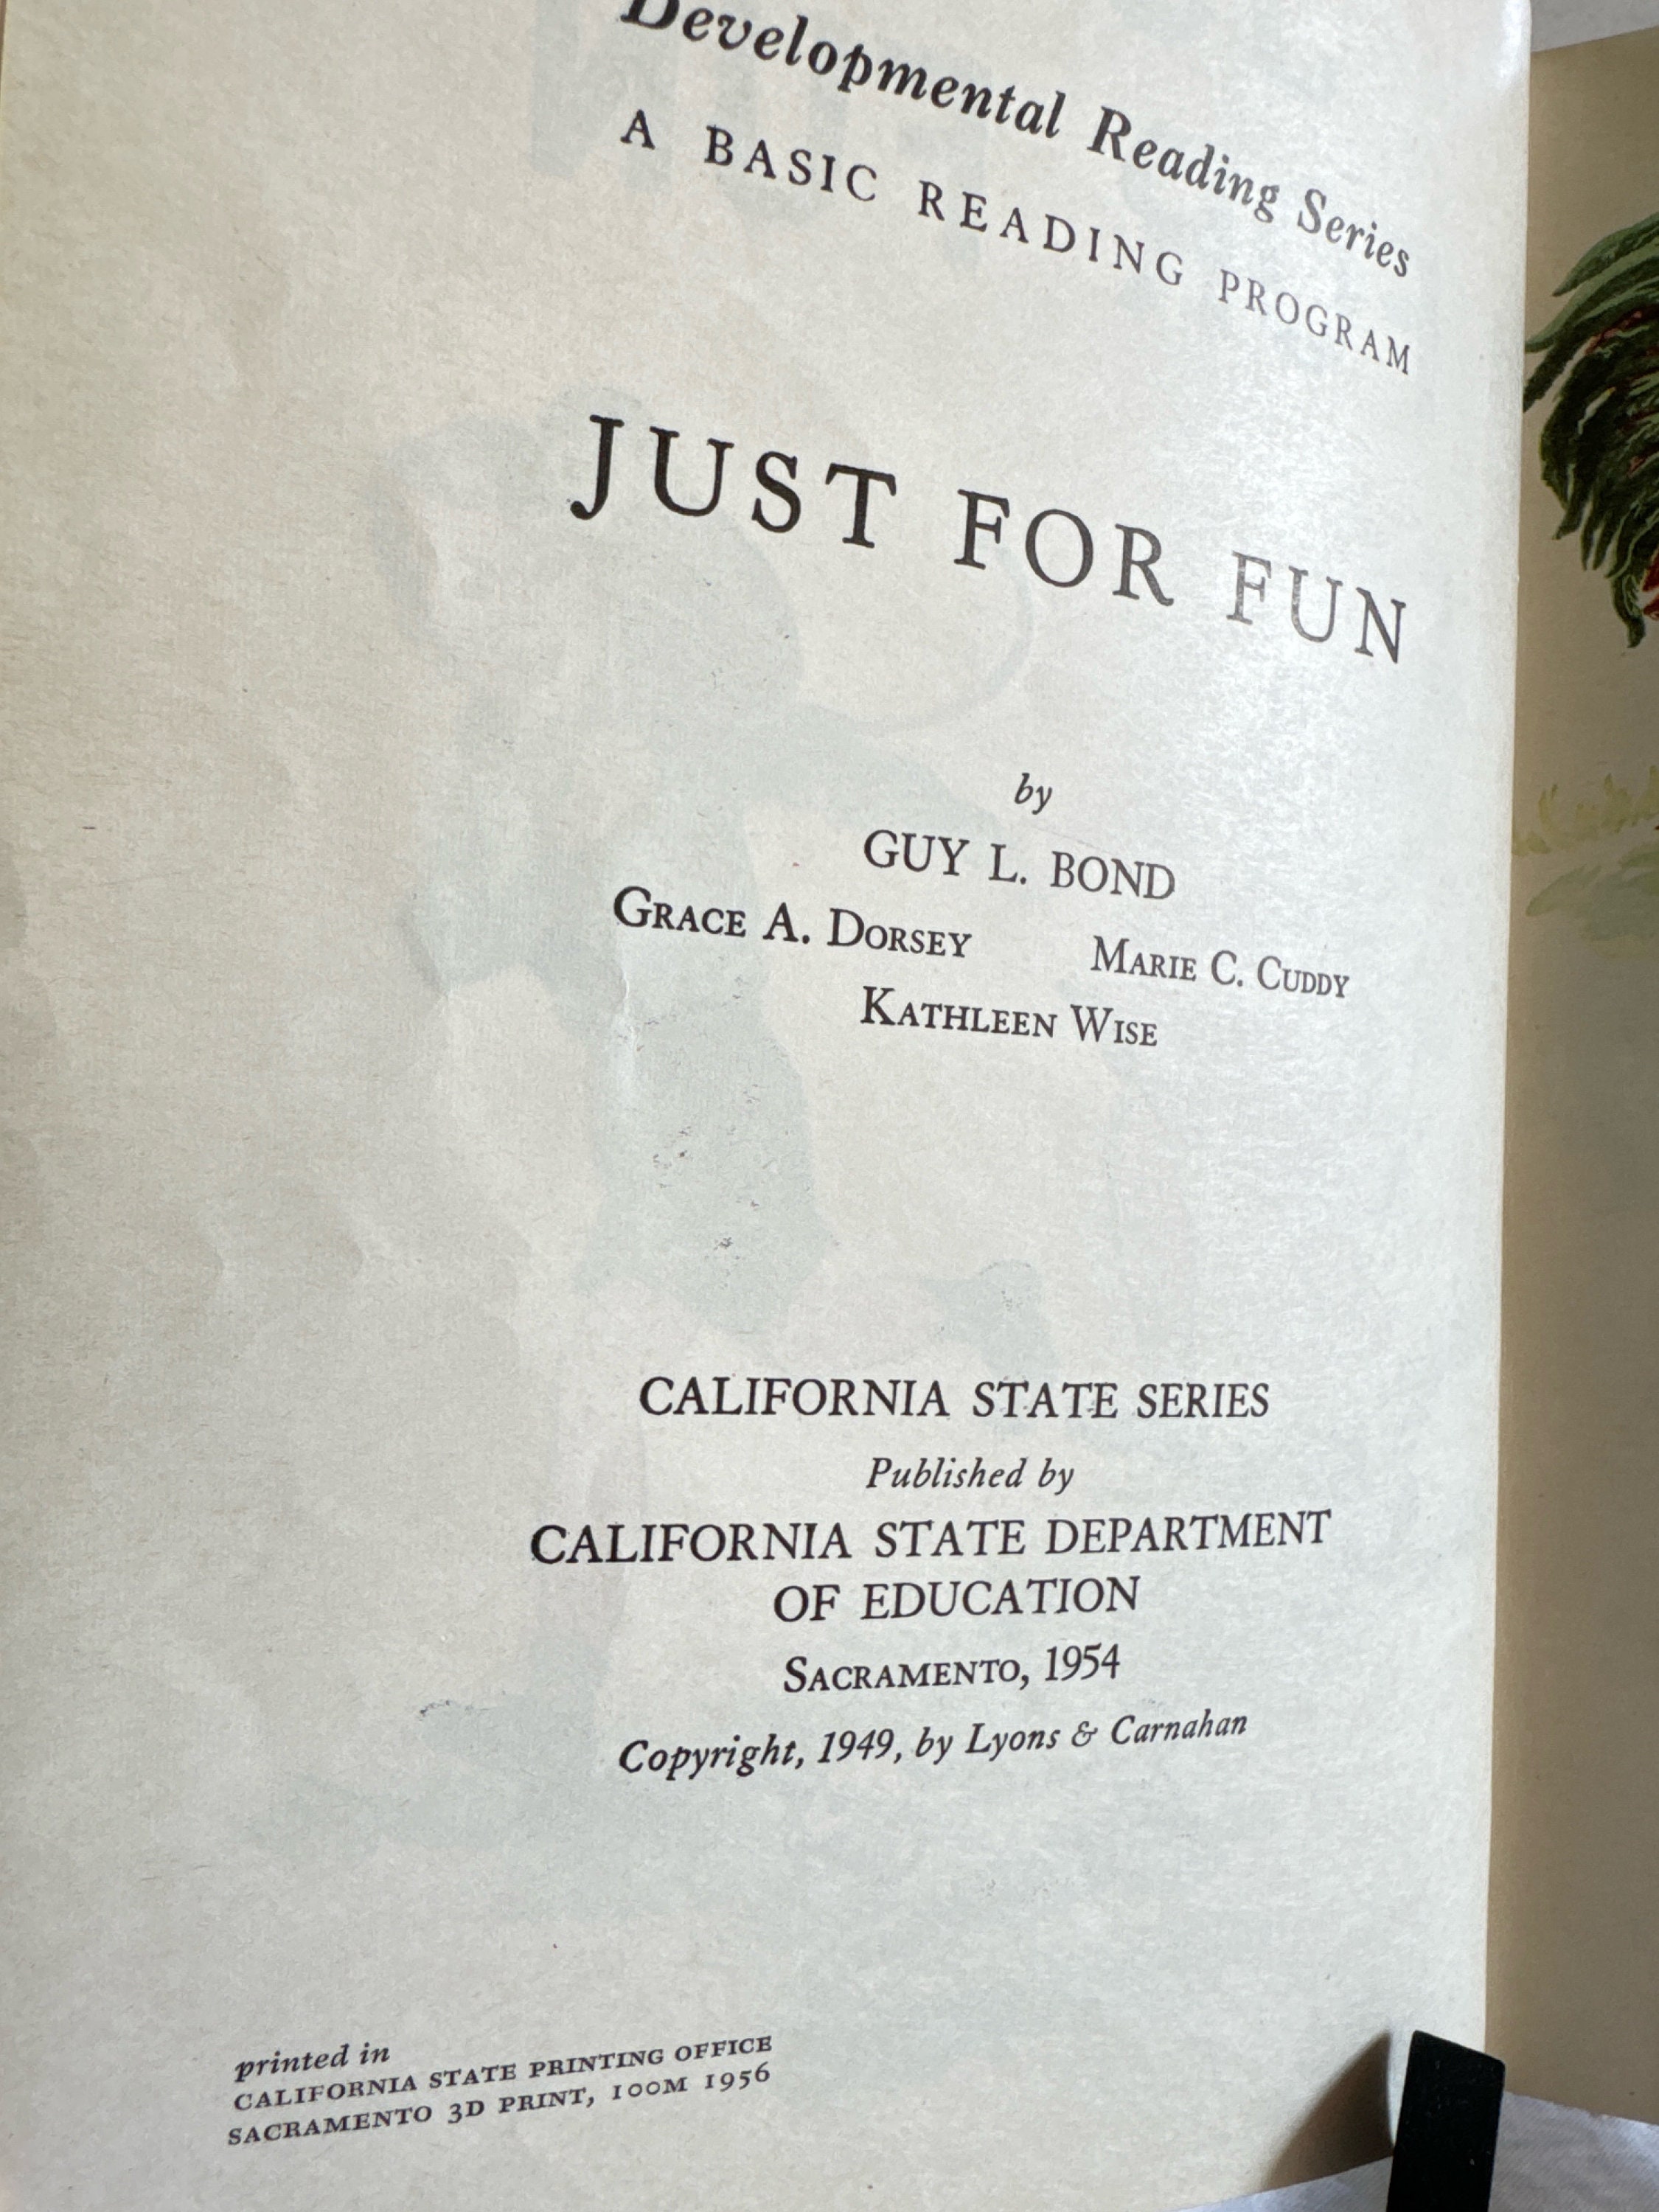 Developmental Reading Series
A BASIC READING PROGRAM
JUST FOR FUN
by
GUY L. BOND
GRACE A. DORSEY MARIE C. CUDDY
KATHLEEN WISE
CALIFORNIA STATE SERIES
Published by
CALIFORNIA STATE DEPARTMENT
OF EDUCATION
SACRAMENTO, 1954
Copyright, 1949, by Lyons & Carnahan
printed in
CALIFORNIA STATE PRINTING OFFICE
SACRAMENTO 3D PRINT, 100M 1956